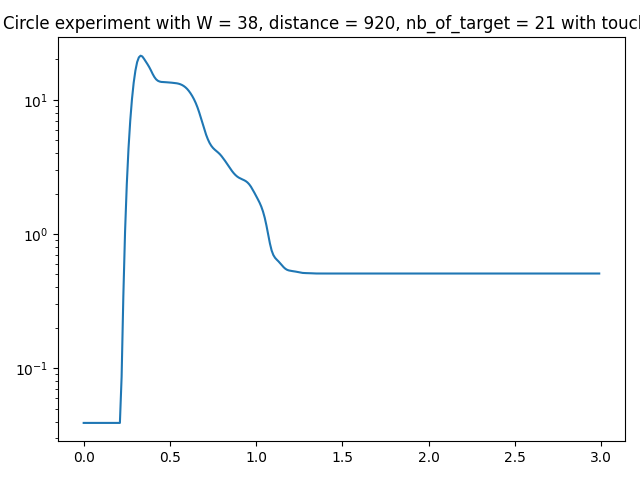 Circle experiment with W = 38, distance = 920, nb_of_target = 21 with touch
10¹
10⁰
10⁻¹
0.0 0.5 1.0 1.5 2.0 2.5 3.0